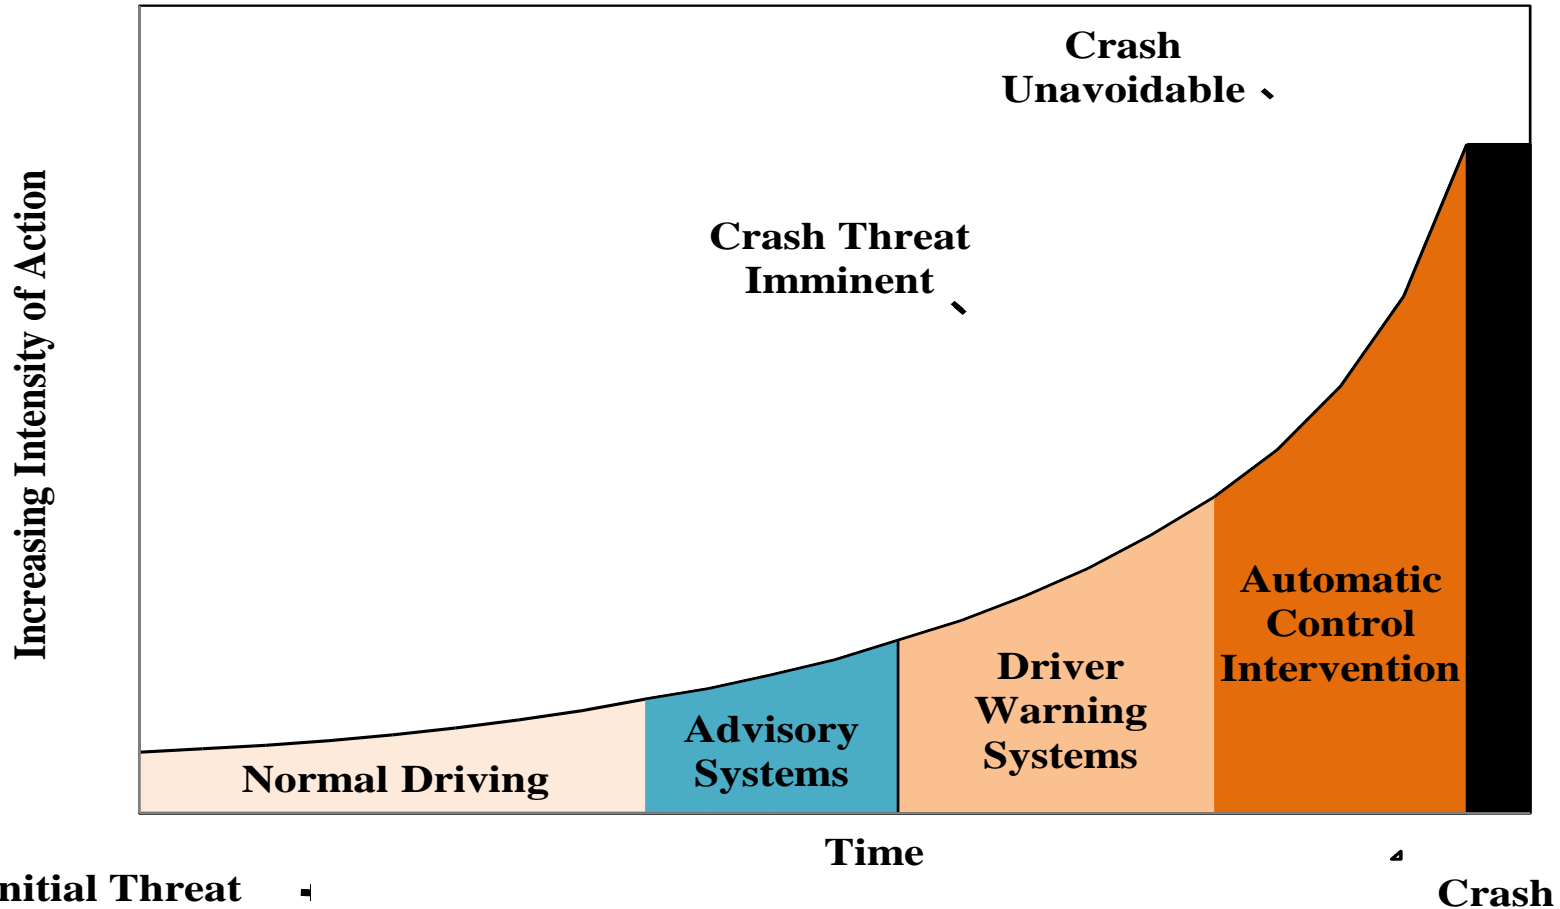 Crash
Unavoidable
Crash Threat
Imminent
Increasing Intensity of Action
Automatic
Control
Intervention
Driver
Warning
Systems
Advisory
Systems
Normal Driving
Time
nitial Threat
Crash